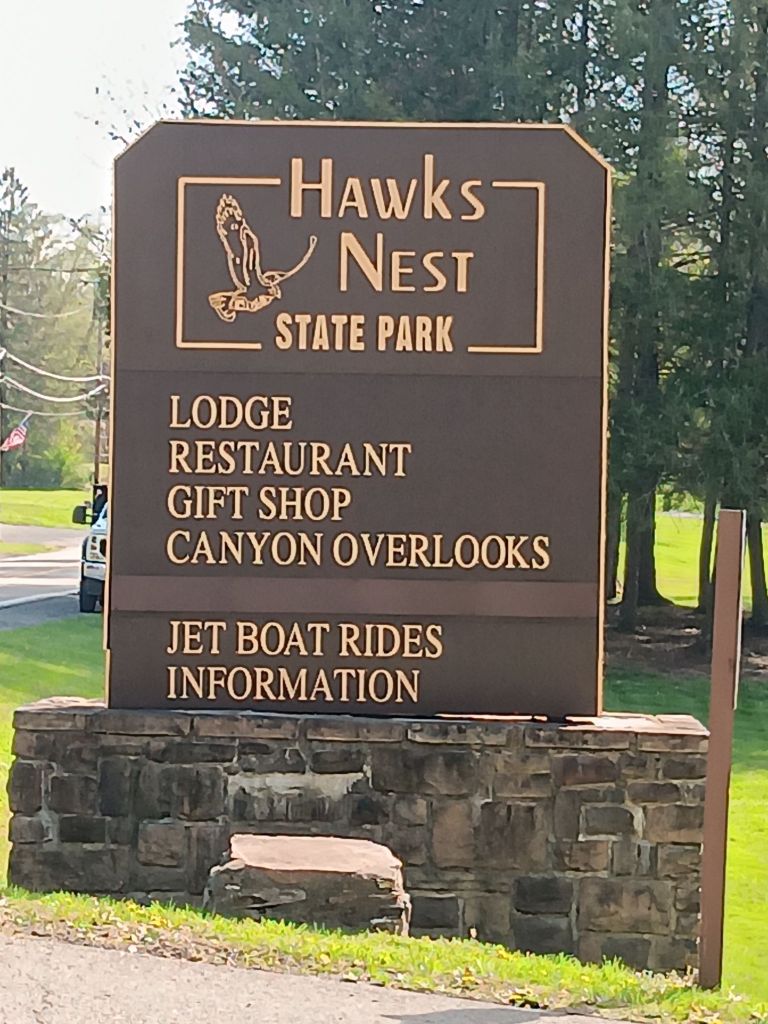 HAWKS
NEST
STATE PARK
LODGE
RESTAURANT
GIFT SHOP
CANYON OVERLOOKS
JET BOAT RIDES
INFORMATION